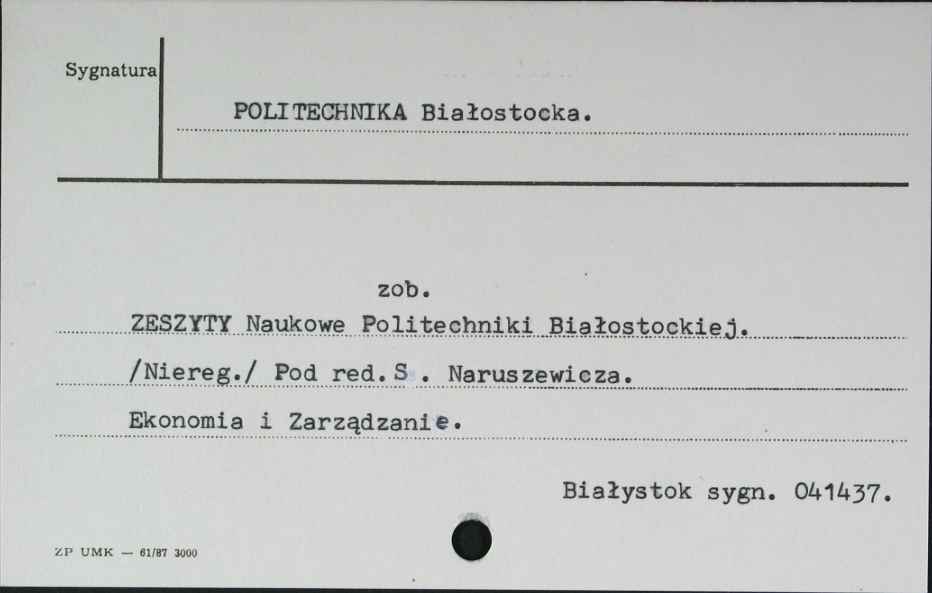 Sygnatura
POLITECHNIKA Białostocka.
zob.
ZESZYTY Naukowe Politechniki Białostockiej.
/Niereg./ Pod red. S . Naruszewicza.
Ekonomia i Zarządzanie.
Białystok sygn. 041437.
ZP UMK — 61/87 3000